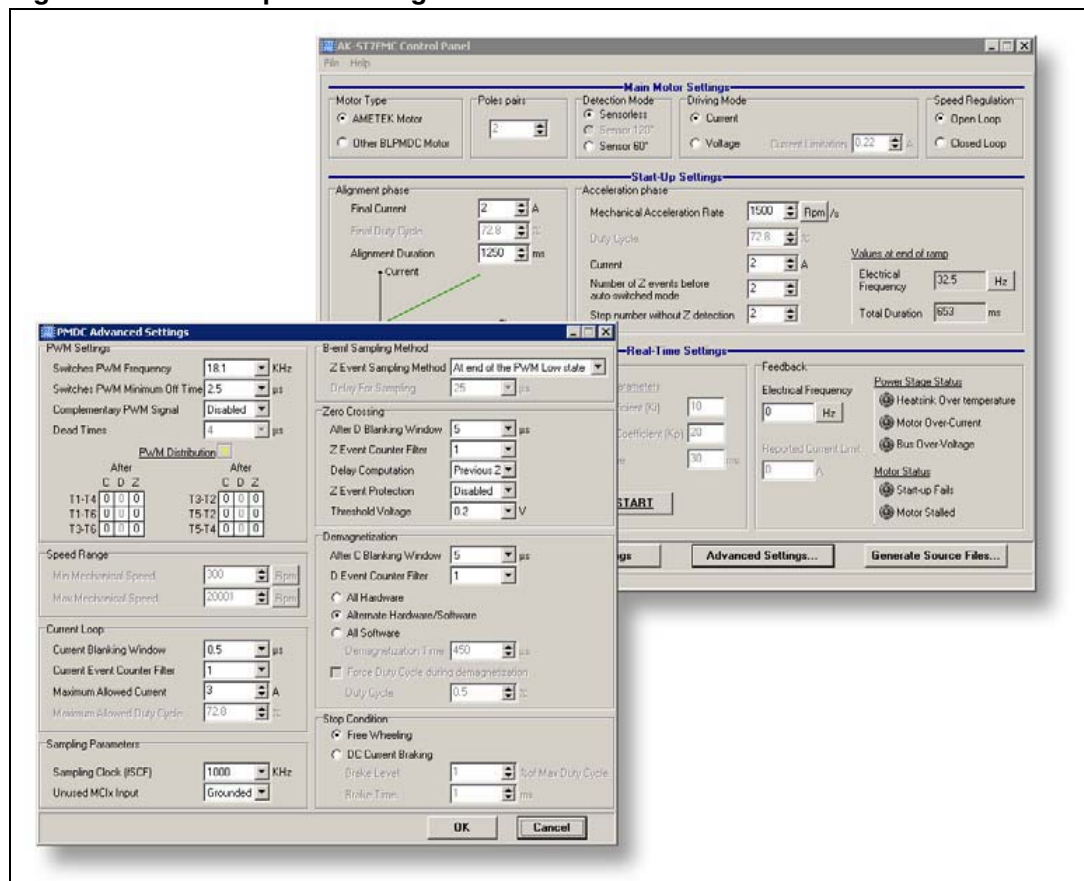 AK-ST7FMC Control Panel
File Help
Main Motor Settings
Motor Type
AMETEK Motor
Other BLPMDC Motor
Poles pairs
2
Detection Mode
Sensorless
Sensor 120°
Sensor 60°
Driving Mode
Current
Voltage
Current Limitation 0.22 A
Speed Regulation
Open Loop
Closed Loop
Start-Up Settings
Alignment phase
Final Current 2 A
Final Duty Cycle 72.8 %
Alignment Duration 1250 ms
Current
Acceleration phase
Mechanical Acceleration Rate 1500 Rpm /s
Duty Cycle 72.8 %
Current 2 A
Number of Z events before auto switched mode 2
Step number without Z detection 2
Values at end of ramp
Electrical Frequency 32.5 Hz
Total Duration 653 ms
Real-Time Settings
10
20
30 ms
START
Feedback
Electrical Frequency
0 Hz
Reported Current Limit
0 A
Power Stage Status
Heatsink Over temperature
Motor Over-Current
Bus Over-Voltage
Motor Status
Start-up Fails
Motor Stalled
Advanced Settings...
Generate Source Files...
PMDC Advanced Settings
PWM Settings
Switches PWM Frequency 18.1 KHz
Switches PWM Minimum Off Time 2.5 µs
Complementary PWM Signal Disabled
Dead Times 4 µs
PWM Distribution
After After
C D Z C D Z
T1-T4 0 0 0 T3-T2 0 0 0
T1-T6 0 0 0 T5-T2 0 0 0
T3-T6 0 0 0 T5-T4 0 0 0
Speed Range
Min Mechanical Speed 300 Rpm
Max Mechanical Speed 20001 Rpm
Current Loop
Current Blanking Window 0.5 µs
Current Event Counter Filter 1
Maximum Allowed Current 3 A
Maximum Allowed Duty Cycle 72.8 %
Sampling Parameters
Sampling Clock (fSCF) 1000 KHz
Unused MCIx Input Grounded
B-emf Sampling Method
Z Event Sampling Method At end of the PWM Low state
Delay For Sampling 25 µs
Zero Crossing
After D Blanking Window 5 µs
Z Event Counter Filter 1
Delay Computation Previous Z
Z Event Protection Disabled
Threshold Voltage 0.2 V
Demagnetization
After C Blanking Window 5 µs
D Event Counter Filter 1
All Hardware
Alternate Hardware/Software
All Software
Demagnetization Time 450 µs
Force Duty Cycle during demagnetization
Duty Cycle 0.5 %
Stop Condition
Free Wheeling
DC Current Braking
Brake Level 1 % of Max Duty Cycle
Brake Time 1 ms
OK Cancel